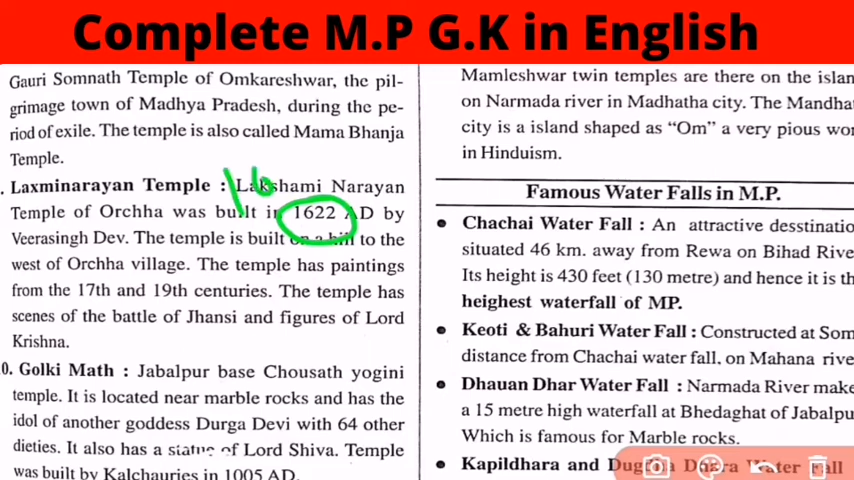 Complete M.P G.K in English
Gauri Somnath Temple of Omkareshwar, the pil-
grimage town of Madhya Pradesh, during the pe-
riod of exile. The temple is also called Mama Bhanja
Temple.
. Laxminarayan Temple : Lakshami Narayan
Temple of Orchha was built in 1622 AD by
Veerasingh Dev. The temple is built on a hill to the
west of Orchha village. The temple has paintings
from the 17th and 19th centuries. The temple has
scenes of the battle of Jhansi and figures of Lord
Krishna.
0. Golki Math : Jabalpur base Chousath yogini
temple. It is located near marble rocks and has the
idol of another goddess Durga Devi with 64 other
dieties. It also has a statue of Lord Shiva. Temple
was built by Kalchauries in 1005 AD.
16
Mamleshwar twin temples are there on the islan
on Narmada river in Madhatha city. The Mandha
city is a island shaped as “Om” a very pious wor
in Hinduism.
Famous Water Falls in M.P.
Chachai Water Fall : An attractive desstinatio
situated 46 km. away from Rewa on Bihad Rive
Its height is 430 feet (130 metre) and hence it is th
heighest waterfall of MP.
Keoti & Bahuri Water Fall : Constructed at Som
distance from Chachai water fall, on Mahana rive
Dhauan Dhar Water Fall : Narmada River make
a 15 metre high waterfall at Bhedaghat of Jabalpu
Which is famous for Marble rocks.
Kapildhara and Dugdha Dhara Water Fall